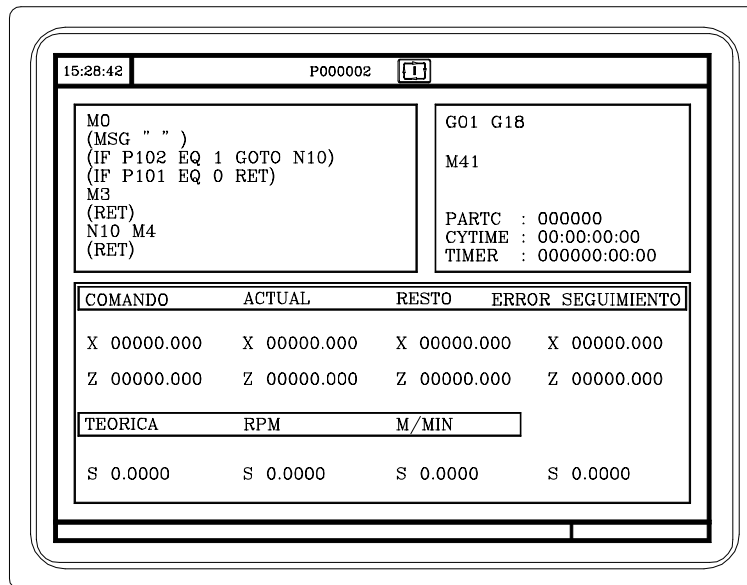 15:28:42 P000002
M0
(MSG " " )
(IF P102 EQ 1 GOTO N10)
(IF P101 EQ 0 RET)
M3
(RET)
N10 M4
(RET)
G01 G18
M41
PARTC : 000000
CYTIME : 00:00:00:00
TIMER : 000000:00:00
COMANDO ACTUAL RESTO ERROR SEGUIMIENTO
X 00000.000 X 00000.000 X 00000.000 X 00000.000
Z 00000.000 Z 00000.000 Z 00000.000 Z 00000.000
TEORICA RPM M/MIN
S 0.0000 S 0.0000 S 0.0000 S 0.0000